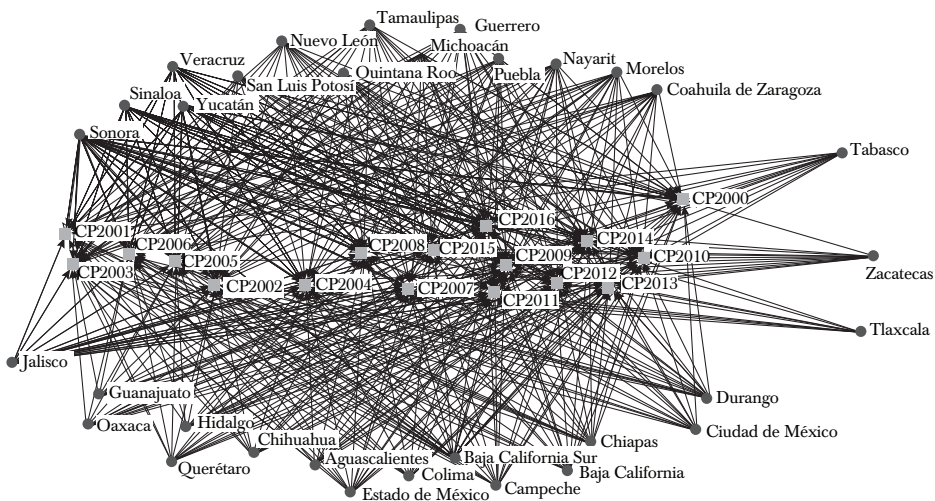 Tamaulipas
Guerrero
Nuevo León
Michoacán
Veracruz
San Luis Potosí
Quintana Roo
Puebla
Nayarit
Morelos
Coahuila de Zaragoza
Sinaloa
Yucatán
Sonora
Tabasco
CP2000
CP2016
CP2001
CP2006
CP2008
CP2015
CP2014
CP2003
CP2005
CP2009
CP2010
CP2002
CP2004
CP2007
CP2012
CP2013
CP2011
Zacatecas
Tlaxcala
Jalisco
Guanajuato
Durango
Oaxaca
Hidalgo
Ciudad de México
Chihuahua
Chiapas
Querétaro
Aguascalientes
Baja California Sur
Colima
Baja California
Estado de México
Campeche